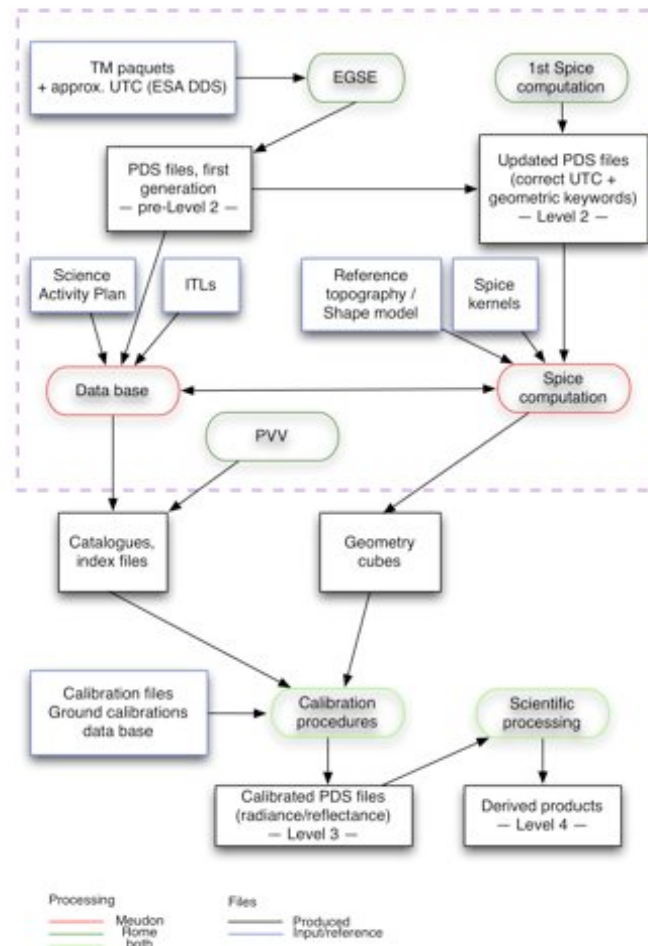 TM paquets
+ approx. UTC (ESA DDS)
EGSE
1st Spice
computation
PDS files, first
generation
— pre-Level 2 —
Updated PDS files
(correct UTC +
geometric keywords)
— Level 2 —
Science
Activity Plan
ITLs
Reference
topography /
Shape model
Spice
kernels
Data base
Spice
computation
PVV
Catalogues,
index files
Geometry
cubes
Calibration files
Ground calibrations
data base
Calibration
procedures
Scientific
processing
Calibrated PDS files
(radiance/reflectance)
— Level 3 —
Derived products
— Level 4 —
Processing
Files
Meudon
Produced
Rome
Input/reference
both